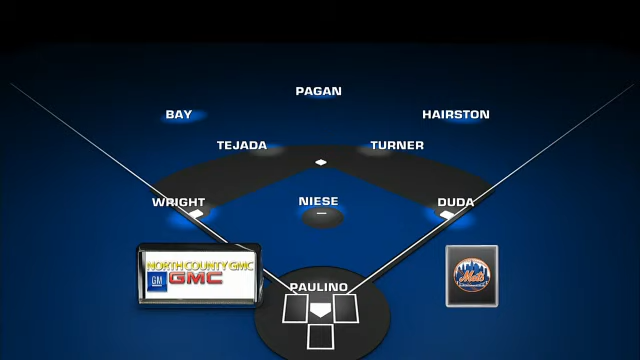 PAGAN
BAY
HAIRSTON
TEJADA
TURNER
WRIGHT
NIESE
DUDA
NORTH COUNTY GMC
GM
GMC
Mets
PAULINO